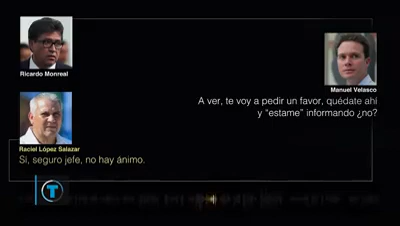 Ricardo Monreal
Manuel Velasco
A ver, te voy a pedir un favor, quédate ahí
y “estame” informando ¿no?
Raciel López Salazar
Sí, seguro jefe, no hay ánimo.
T